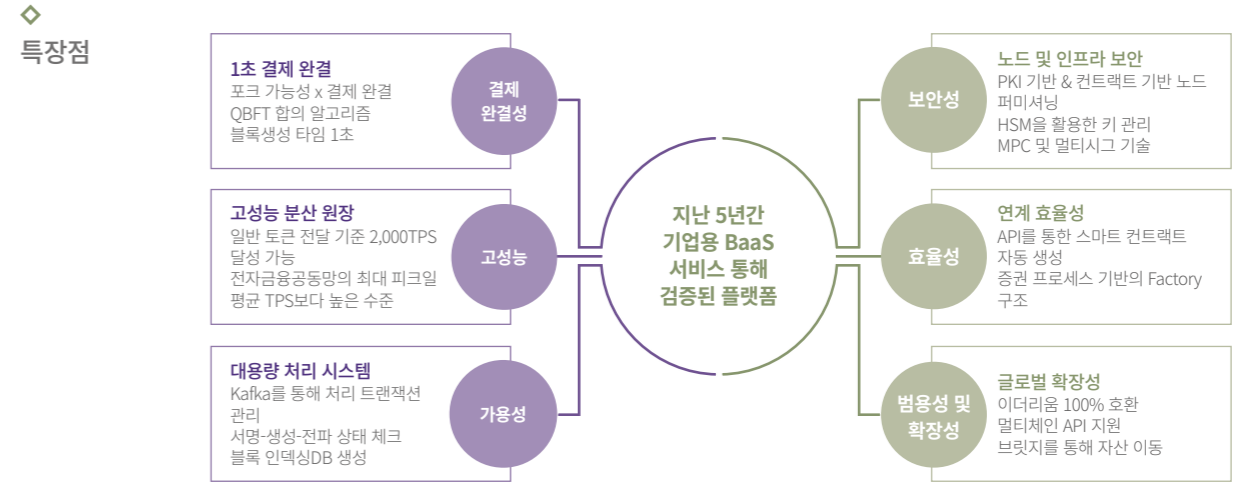 특장점
1초 결제 완결
포크 가능성 x 결제 완결
QBFT 합의 알고리즘
블록생성 타임 1초
결제
완결성
고성능 분산 원장
일반 토큰 전달 기준 2,000TPS
달성 가능
전자금융공동망의 최대 피크일
평균 TPS보다 높은 수준
고성능
대용량 처리 시스템
Kafka를 통해 처리 트랜잭션
관리
서명-생성-전파 상태 체크
블록 인덱싱DB 생성
가용성
지난 5년간
기업용 BaaS
서비스 통해
검증된 플랫폼
보안성
노드 및 인프라 보안
PKI 기반 & 컨트랙트 기반 노드
퍼미셔닝
HSM을 활용한 키 관리
MPC 및 멀티시그 기술
효율성
연계 효율성
API를 통한 스마트 컨트랙트
자동 생성
증권 프로세스 기반의 Factory
구조
범용성 및
확장성
글로벌 확장성
이더리움 100% 호환
멀티체인 API 지원
브릿지를 통해 자산 이동